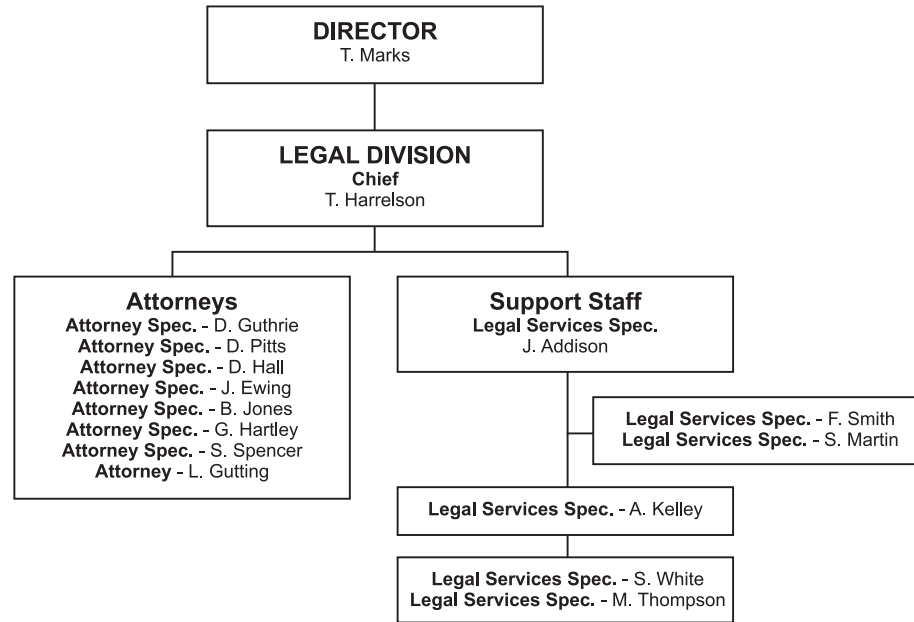 DIRECTOR
T. Marks
LEGAL DIVISION
Chief
T. Harrelson
Attorneys
Attorney Spec. - D. Guthrie
Attorney Spec. - D. Pitts
Attorney Spec. - D. Hall
Attorney Spec. - J. Ewing
Attorney Spec. - B. Jones
Attorney Spec. - G. Hartley
Attorney Spec. - S. Spencer
Attorney - L. Gutting
Support Staff
Legal Services Spec.
J. Addison
Legal Services Spec. - F. Smith
Legal Services Spec. - S. Martin
Legal Services Spec. - A. Kelley
Legal Services Spec. - S. White
Legal Services Spec. - M. Thompson